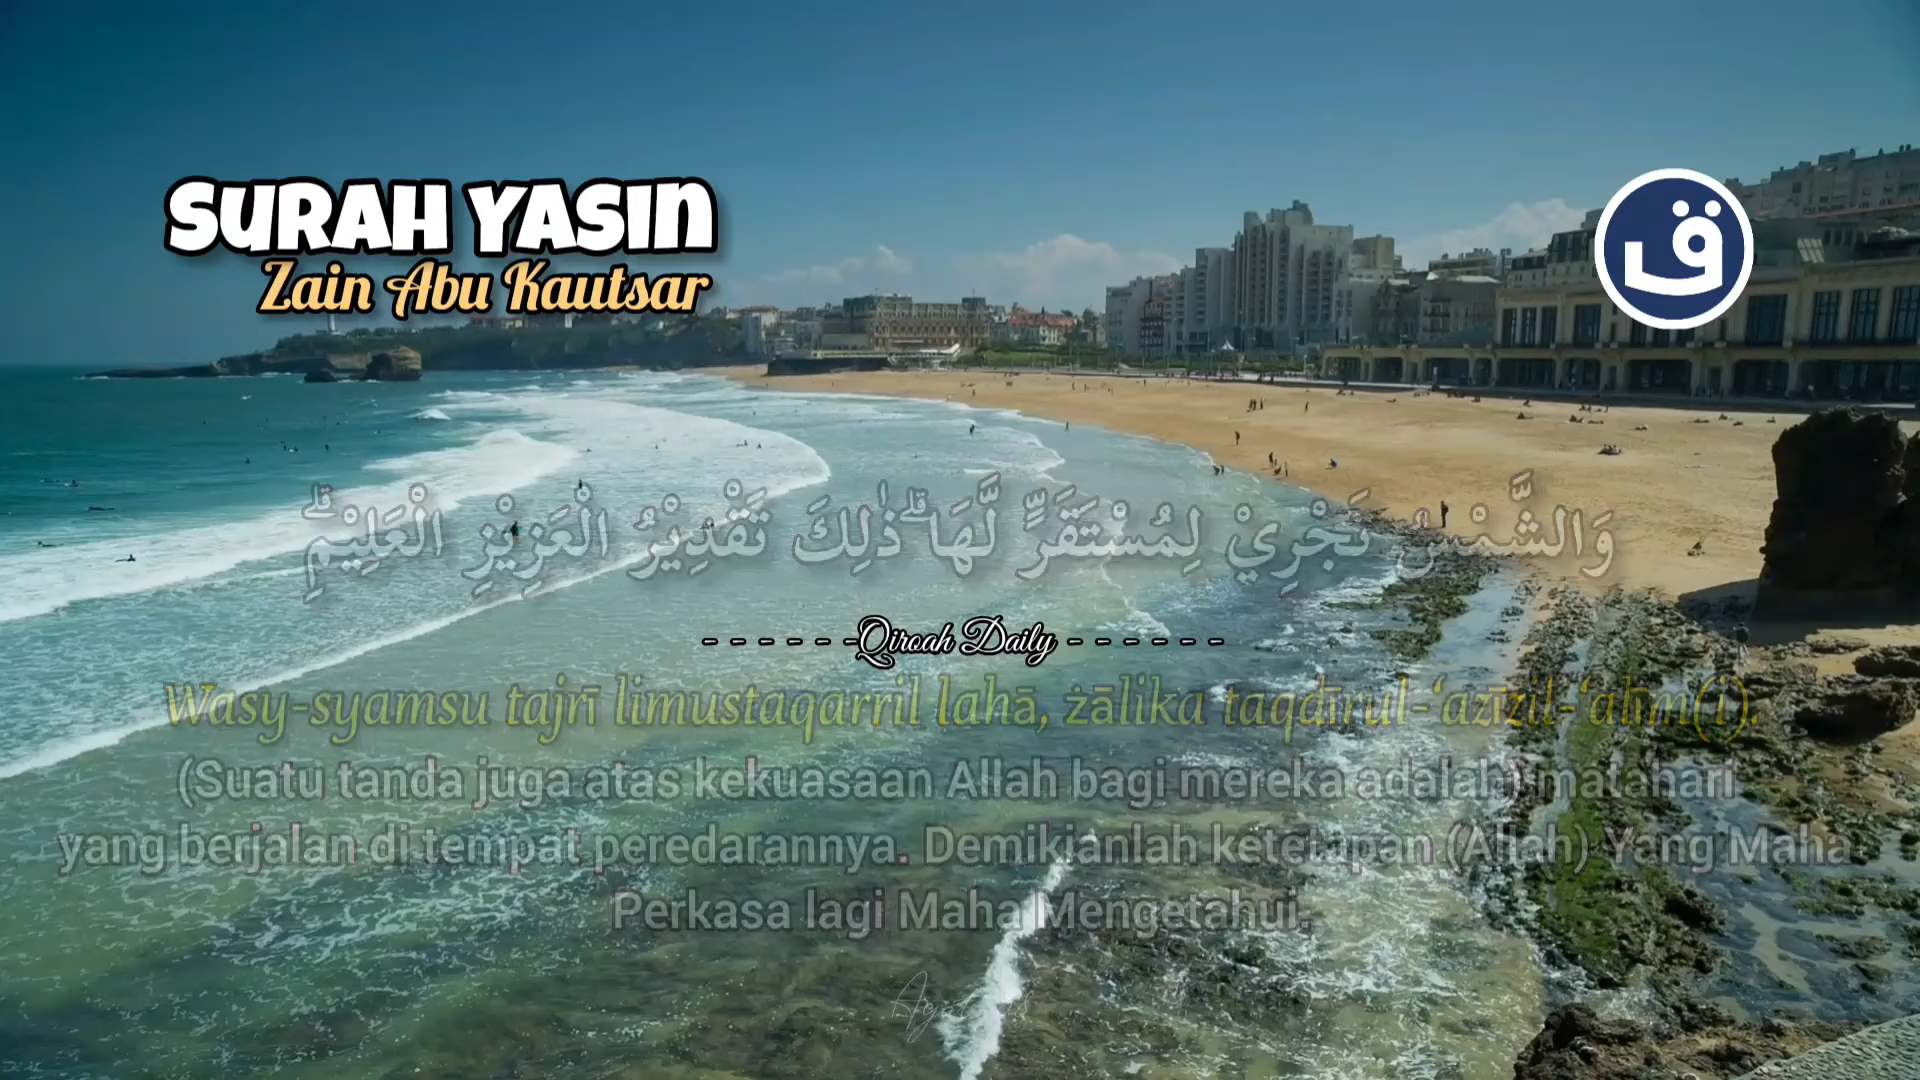 SURAH YASIN
Zain Abu Kautsar
ق
وَالشَّمْسُ تَجْرِيْ لِمُسْتَقَرٍّ لَّهَا ۗذٰلِكَ تَقْدِيْرُ الْعَزِيْزِ الْعَلِيْمِۗ
- - - - - -Qiroah Daily - - - - - -
Wasy-syamsu tajrī limustaqarril lahā, żālika taqdīrul-‘azīzil-‘alīm(i).
(Suatu tanda juga atas kekuasaan Allah bagi mereka adalah) matahari
yang berjalan di tempat peredarannya. Demikianlah ketetapan (Allah) Yang Maha
Perkasa lagi Maha Mengetahui.